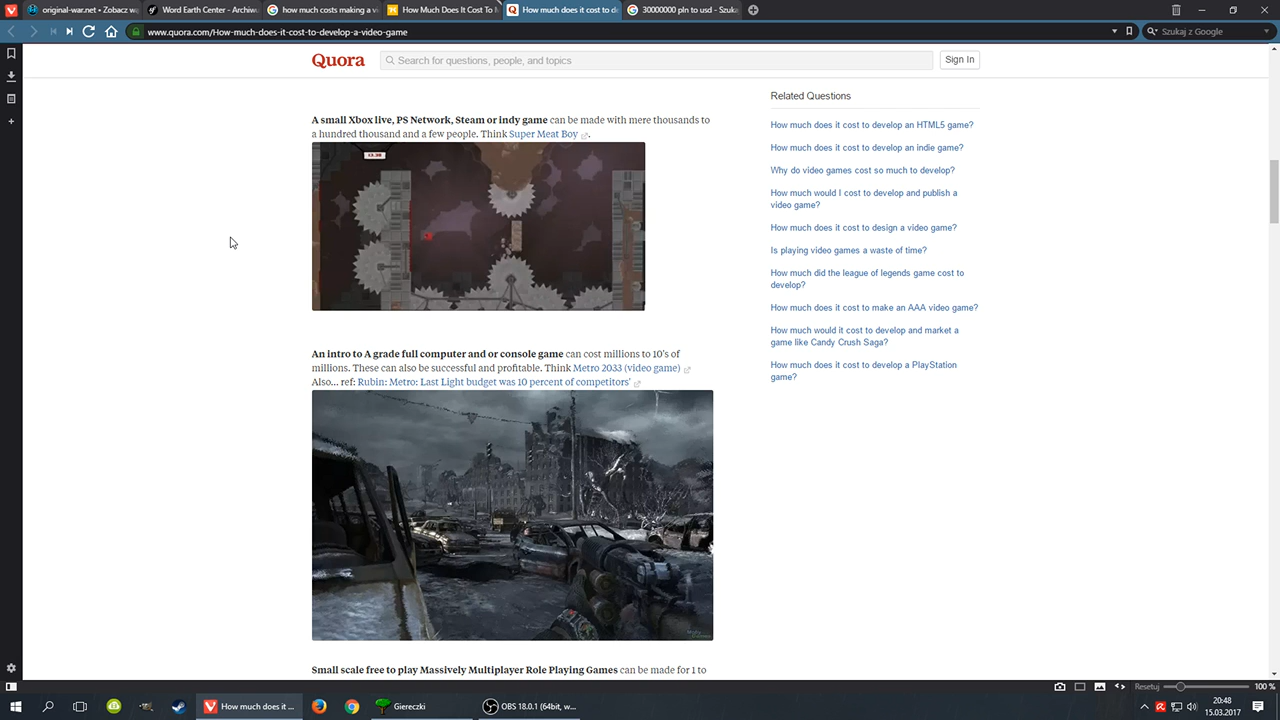 original-war.net - Zobacz w
Word Earth Center - Archiw
how much costs making a v
How Much Does It Cost To M
How much does it cost to de
30000000 pln to usd - Szuka
www.quora.com/How-much-does-it-cost-to-develop-a-video-game
Szukaj z Google
Quora
Search for questions, people, and topics
Sign In
A small Xbox live, PS Network, Steam or indy game can be made with mere thousands to
a hundred thousand and a few people. Think Super Meat Boy.
An intro to A grade full computer and or console game can cost millions to 10's of
millions. These can also be successful and profitable. Think Metro 2033 (video game)
Also... ref: Rubin: Metro: Last Light budget was 10 percent of competitors'
Small scale free to play Massively Multiplayer Role Playing Games can be made for 1 to
Related Questions
How much does it cost to develop an HTML5 game?
How much does it cost to develop an indie game?
Why do video games cost so much to develop?
How much would I cost to develop and publish a
video game?
How much does it cost to design a video game?
Is playing video games a waste of time?
How much did the league of legends game cost to
develop?
How much does it cost to make an AAA video game?
How much would it cost to develop and market a
game like Candy Crush Saga?
How much does it cost to develop a PlayStation
game?
Resetuj
100 %
How much does it ...
Giereczki
OBS 18.0.1 (64bit, w...
20:48
15.03.2017